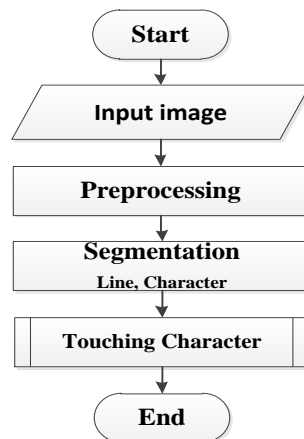 Start
Input image
Preprocessing
Segmentation
Line, Character
Touching Character
End